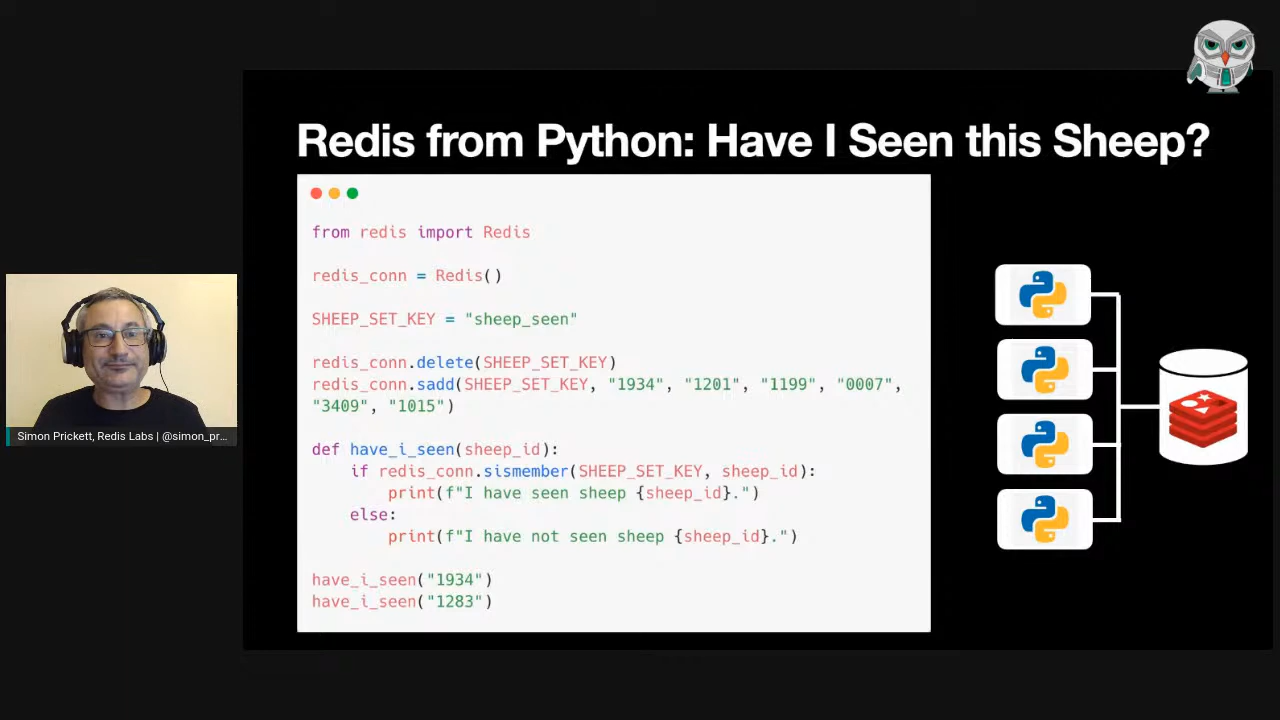 Redis from Python: Have I Seen this Sheep?
from redis import Redis
redis_conn = Redis()
SHEEP_SET_KEY = "sheep_seen"
redis_conn.delete(SHEEP_SET_KEY)
redis_conn.sadd(SHEEP_SET_KEY, "1934", "1201", "1199", "0007",
"3409", "1015")
def have_i_seen(sheep_id):
    if redis_conn.sismember(SHEEP_SET_KEY, sheep_id):
        print(f"I have seen sheep {sheep_id}.")
    else:
        print(f"I have not seen sheep {sheep_id}.")
have_i_seen("1934")
have_i_seen("1283")
Simon Prickett, Redis Labs | @simon_pr...